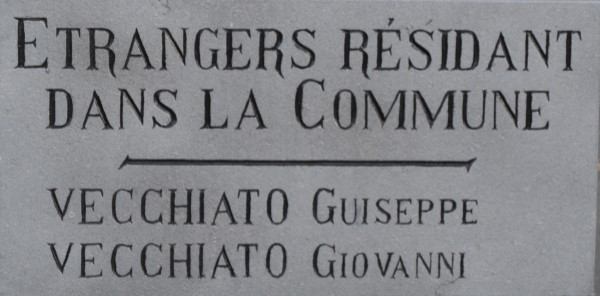 ETRANGERS RÉSIDANT
DANS LA COMMUNE
VECCHIATO GUISEPPE
VECCHIATO GIOVANNI